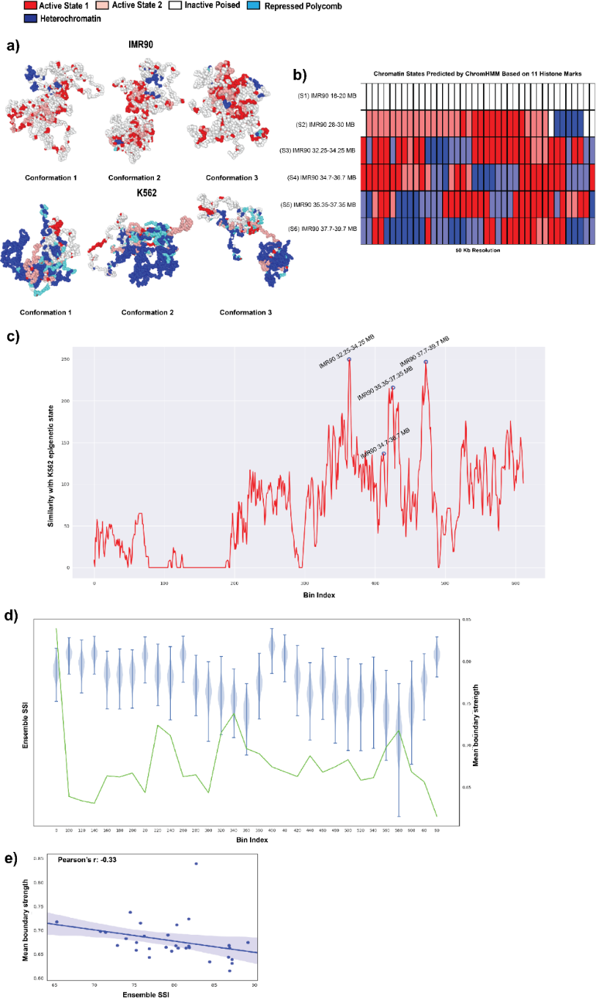 Active State 1 Active State 2 Inactive Poised Repressed Polycomb
Heterochromatin
a)
IMR90
Conformation 1 Conformation 2 Conformation 3
K562
Conformation 1 Conformation 2 Conformation 3
b)
Chromatin States Predicted by ChromHMM Based on 11 Histone Marks
(S1) IMR90 18-20 MB
(S2) IMR90 28-30 MB
(S3) IMR90 32.25-34.25 MB
(S4) IMR90 34.7-36.7 MB
(S5) IMR90 35.35-37.35 MB
(S6) IMR90 37.7-39.7 MB
50 Kb Resolution
c)
IMR90 32.25-34.25 MB
IMR90 37.7-39.7 MB
IMR90 35.35-37.35 MB
IMR90 34.7-36.7 MB
Similarity with K562 epigenetic state
250
200
150
100
50
0
0 100 200 300 400 500 600
Bin Index
d)
Ensemble SSI
0.85
0.80
0.75
0.70
0.65
Mean boundary strength
0 100 120 140 160 180 200 20 220 240 260 280 300 320 340 360 380 400 40 420 440 460 480 500 520 540 560 580 600 60 80
Bin Index
e)
Pearson's r: -0.33
Mean boundary strength
0.85
0.80
0.75
0.70
0.65
0.60
65 70 75 80 85 90
Ensemble SSI